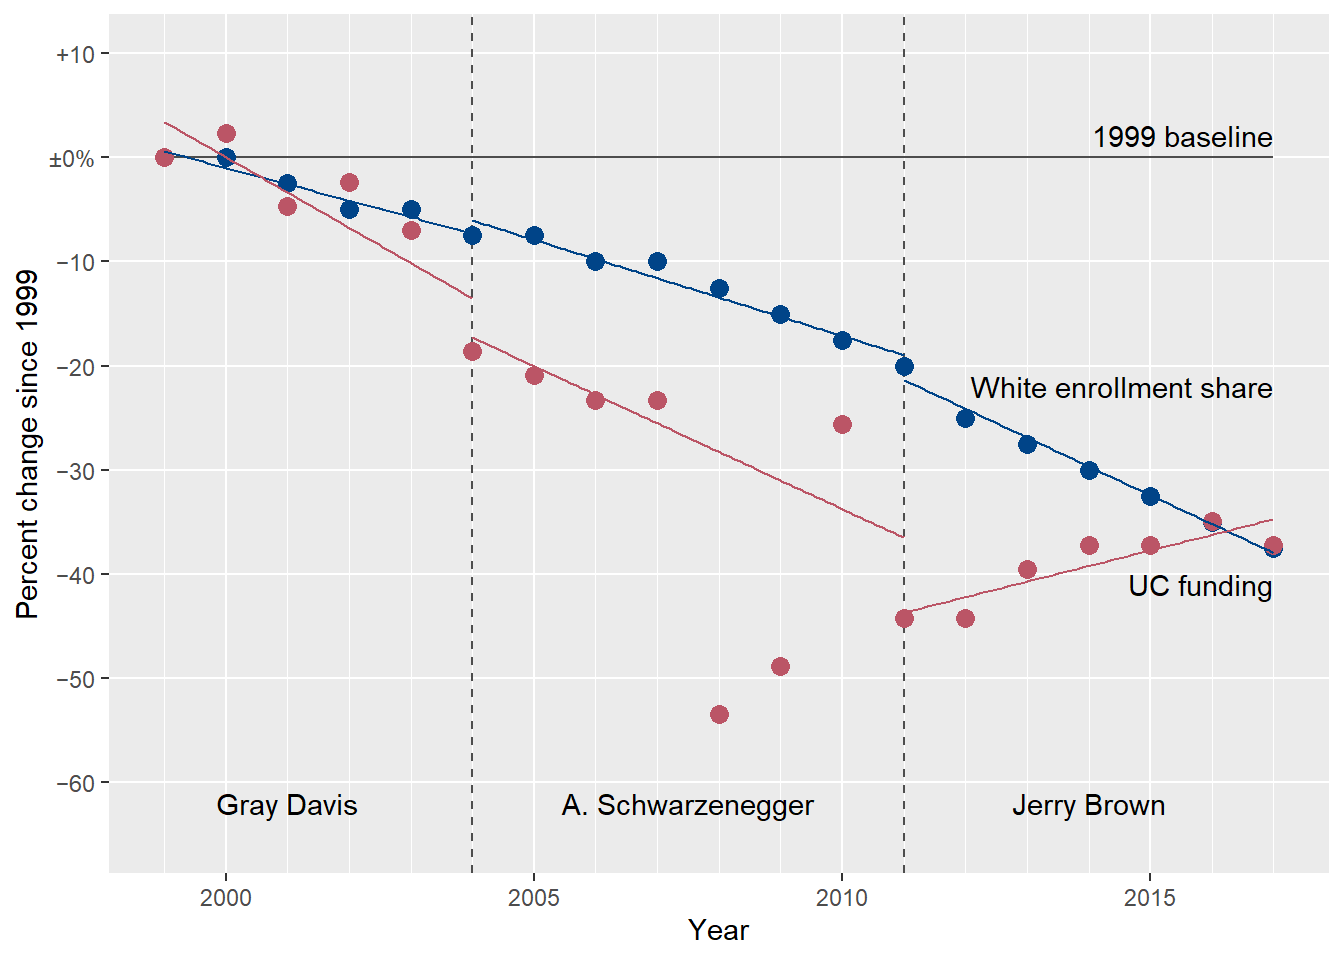 +10
1999 baseline
±0%
−10
−20
White enrollment share
−30
−40
UC funding
−50
−60
Gray Davis
A. Schwarzenegger
Jerry Brown
2000
2005
2010
2015
Year
Percent change since 1999